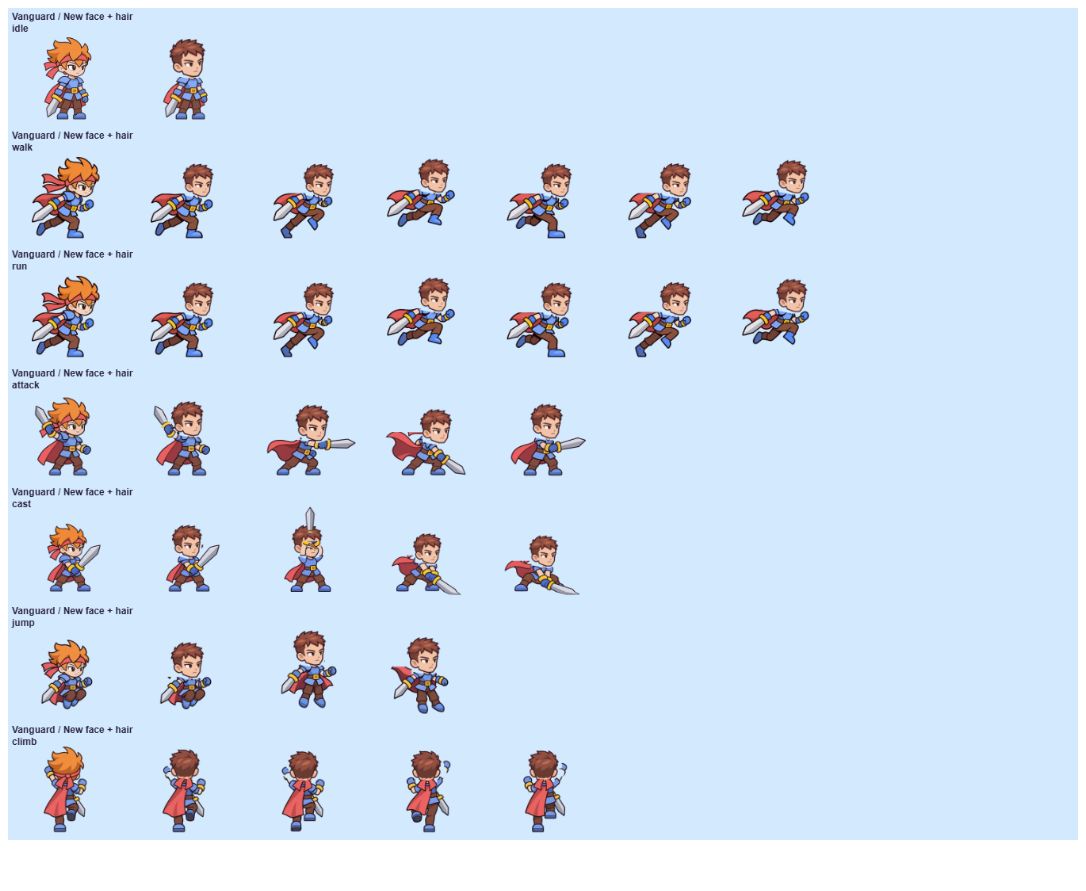 Vanguard / New face + hair
idle
Vanguard / New face + hair
walk
Vanguard / New face + hair
run
Vanguard / New face + hair
attack
Vanguard / New face + hair
cast
Vanguard / New face + hair
jump
Vanguard / New face + hair
climb